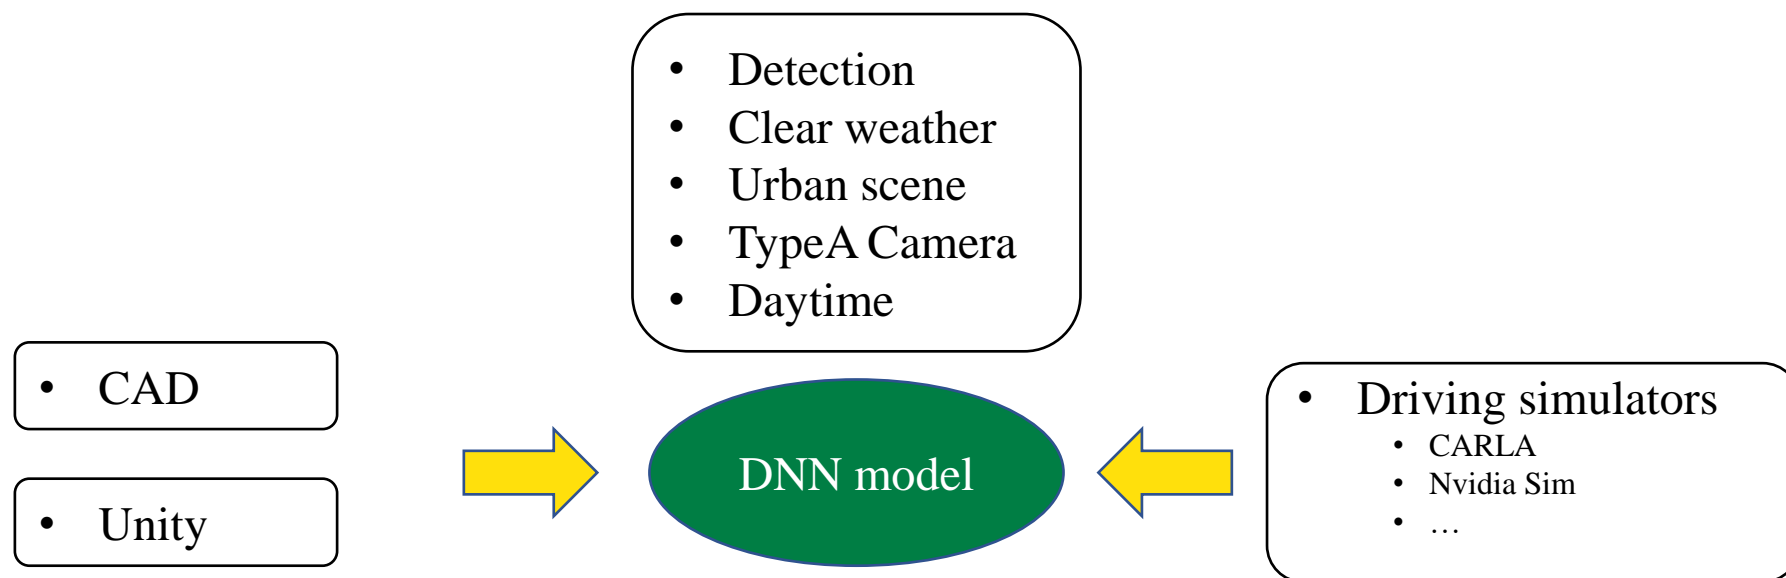 • Detection
• Clear weather
• Urban scene
• TypeA Camera
• Daytime
• CAD
• Unity
DNN model
• Driving simulators
• CARLA
• Nvidia Sim
• …